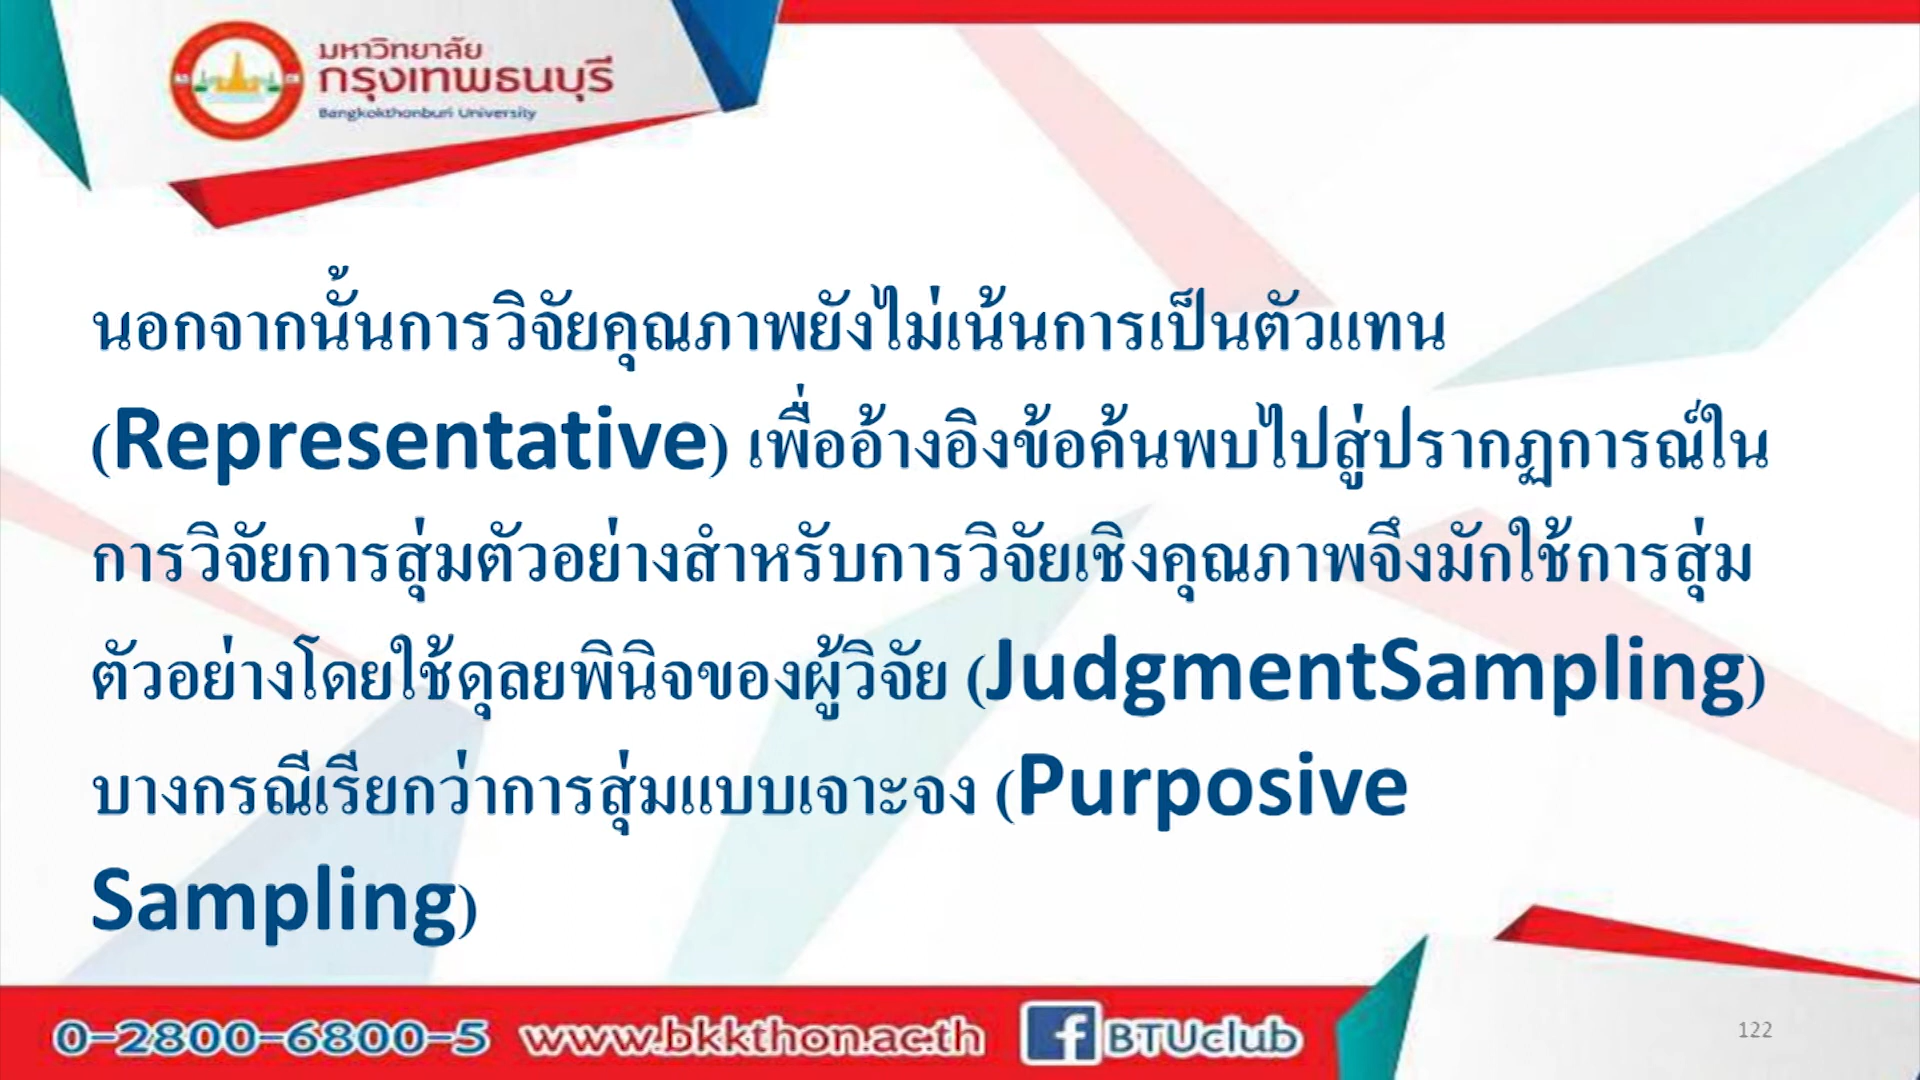 มหาวิทยาลัย
กรุงเทพธนบุรี
Bangkokthonburi University
นอกจากนั้นการวิจัยคุณภาพยังไม่เน้นการเป็นตัวแทน
(Representative) เพื่ออ้างอิงข้อค้นพบไปสู่ปรากฏการณ์ใน
การวิจัยการสุ่มตัวอย่างสำหรับการวิจัยเชิงคุณภาพจึงมักใช้การสุ่ม
ตัวอย่างโดยใช้ดุลยพินิจของผู้วิจัย (JudgmentSampling)
บางกรณีเรียกว่าการสุ่มแบบเจาะจง (Purposive
Sampling)
0-2800-6800-5 www.bkkthon.ac.th f BTUclub
122